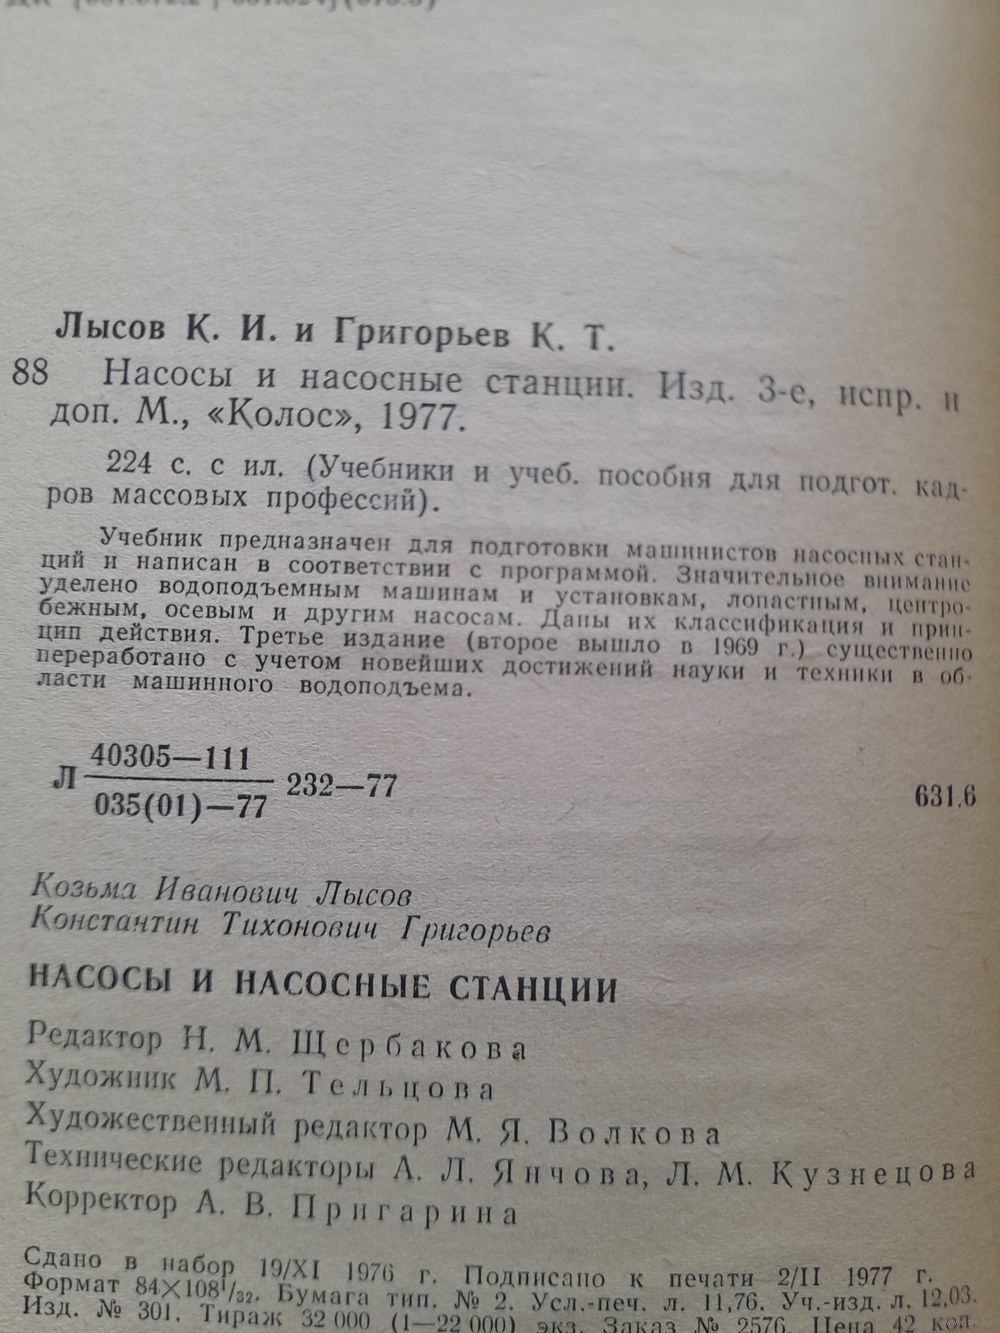 Лысов К. И. и Григорьев К. Т.
88 Насосы и насосные станции. Изд. 3-е, испр. и
доп. М., «Колос», 1977.
224 с. с ил. (Учебники и учеб. пособия для подгот. кад-
ров массовых профессий).
Учебник предназначен для подготовки машинистов насосных стан-
ций и написан в соответствии с программой. Значительное внимание
уделено водоподъемным машинам и установкам, лопастным, центро-
бежным, осевым и другим насосам. Даны их классификация и прин-
цип действия. Третье издание (второе вышло в 1969 г.) существенно
переработано с учетом новейших достижений науки и техники в об-
ласти машинного водоподъема.
Л 40305—111
035(01)—77 232—77 631.6
Козьма Иванович Лысов
Константин Тихонович Григорьев
НАСОСЫ И НАСОСНЫЕ СТАНЦИИ
Редактор Н. М. Щербакова
Художник М. П. Тельцова
Художественный редактор М. Я. Волкова
Технические редакторы А. Л. Янчова, Л. М. Кузнецова
Корректор А. В. Пригарина
Сдано в набор 19/XI 1976 г. Подписано к печати 2/II 1977 г.
Формат 84×108¹/₃₂. Бумага тип. № 2. Усл.-печ. л. 11,76. Уч.-изд. л. 12,03.
Изд. № 301. Тираж 32 000 (1—22 000) экз. Заказ № 2576. Цена 42 коп.